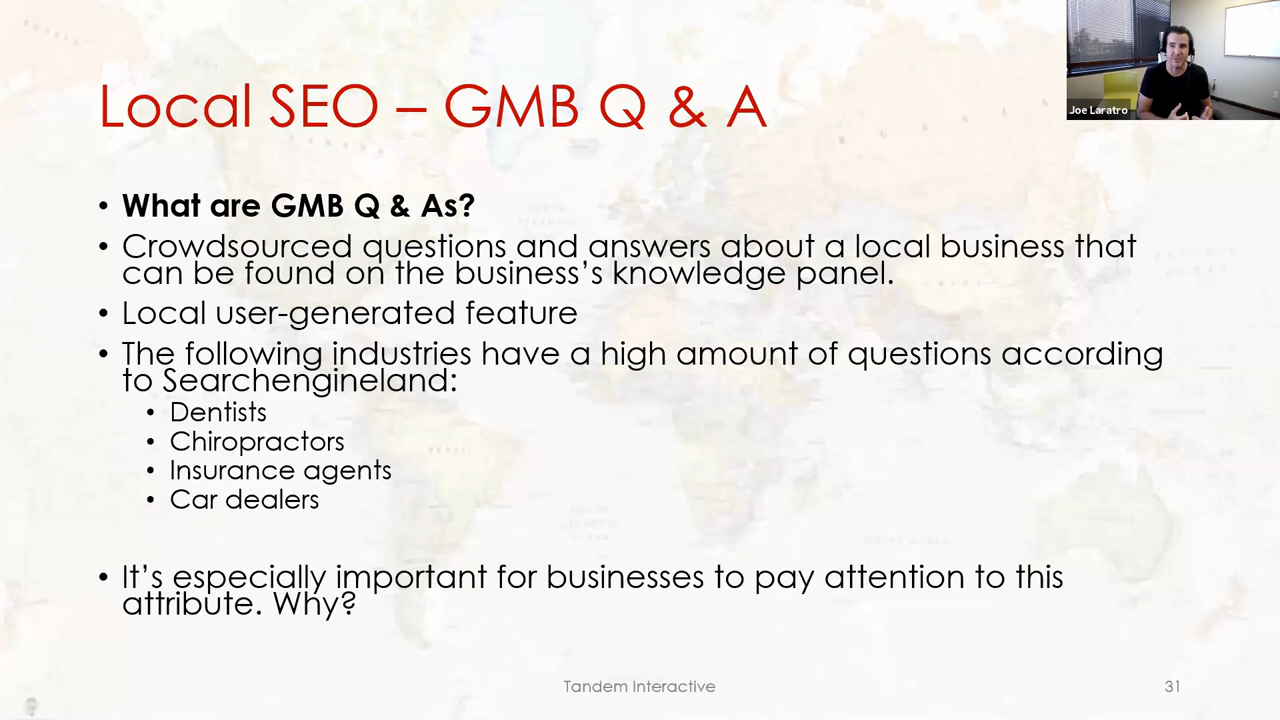 Local SEO – GMB Q & A
Joe Laratro
• What are GMB Q & As?
• Crowdsourced questions and answers about a local business that
can be found on the business’s knowledge panel.
• Local user-generated feature
• The following industries have a high amount of questions according
to Searchengineland:
• Dentists
• Chiropractors
• Insurance agents
• Car dealers
• It’s especially important for businesses to pay attention to this
attribute. Why?
Tandem Interactive
31